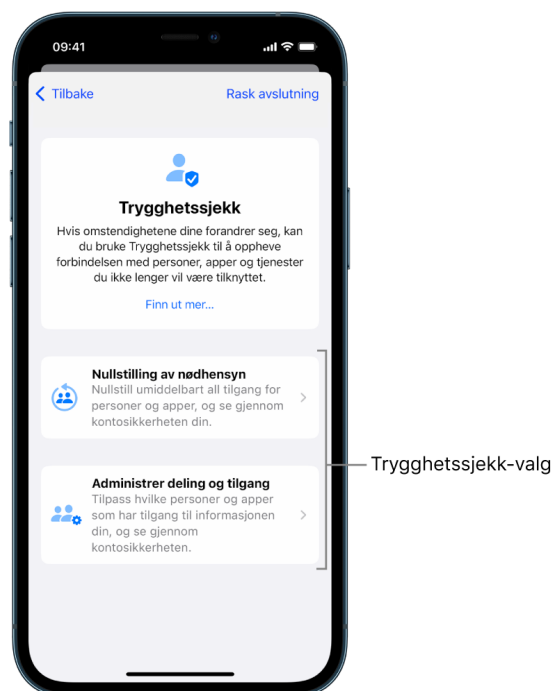 09:41
Tilbake
Rask avslutning
Trygghetssjekk
Hvis omstendighetene dine forandrer seg, kan
du bruke Trygghetssjekk til å oppheve
forbindelsen med personer, apper og tjenester
du ikke lenger vil være tilknyttet.
Finn ut mer...
Nullstilling av nødhensyn
Nullstill umiddelbart all tilgang for
personer og apper, og se gjennom
kontosikkerheten din.
Administrer deling og tilgang
Tilpass hvilke personer og apper
som har tilgang til informasjonen
din, og se gjennom
kontosikkerheten.
Trygghetssjekk-valg